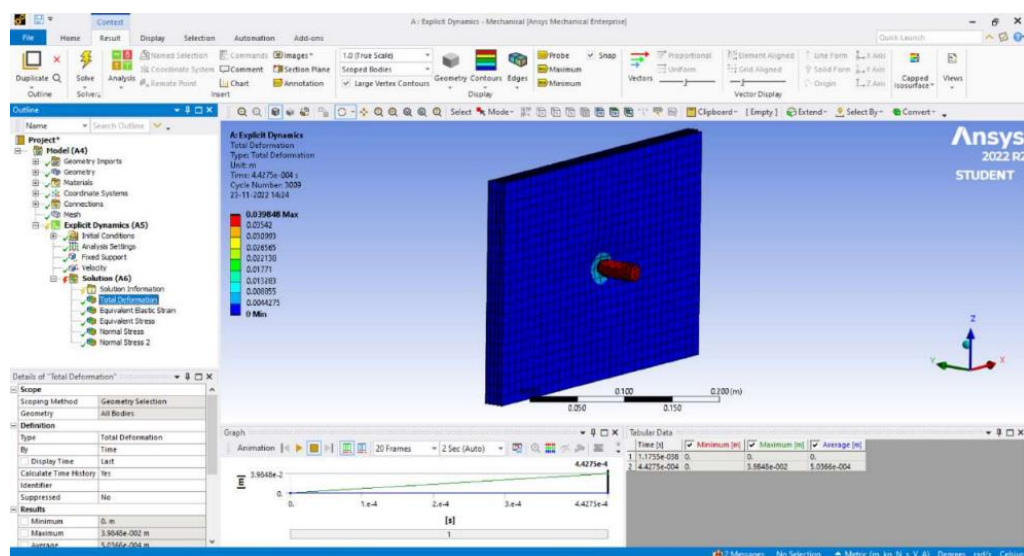 Context
A : Explicit Dynamics - Mechanical [Ansys Mechanical Enterprise]
File Home Result Display Selection Automation Add-ons
Quick Launch
Duplicate Solve Analysis
Named Selection Commands Images*
Coordinate System Comment Section Plane
Remote Point Chart Annotation
1.0 (True Scale)
Scoped Bodies
Large Vertex Contours
Geometry Contours Edges
Probe Snap
Maximum
Minimum
Vectors
Proportional Element Aligned Line Form X Axis
Uniform Grid Aligned Solid Form Y Axis
Origin Z Axis
Capped Isosurface
Views
Outline Solve Insert Display Vector Display
Outline
Name Search Outline
Select Mode Clipboard [ Empty ] Extend Select By Convert
Project*
Model (A4)
Geometry Imports
Geometry
Materials
Coordinate Systems
Connections
Mesh
Explicit Dynamics (A5)
Initial Conditions
Analysis Settings
Fixed Support
Velocity
Solution (A6)
Solution Information
Total Deformation
Equivalent Elastic Strain
Equivalent Stress
Normal Stress
Normal Stress 2
A: Explicit Dynamics
Total Deformation
Type: Total Deformation
Unit: m
Time: 4.4275e-004 s
Cycle Number: 3009
23-11-2022 14:24
0.039848 Max
0.03542
0.030993
0.026565
0.022138
0.01771
0.013283
0.008855
0.0044275
0 Min
Ansys
2022 R2
STUDENT
Z
Y X
0.100 0.200 (m)
0.050 0.150
Details of "Total Deformation"
Scope
Scoping Method Geometry Selection
Geometry All Bodies
Definition
Type Total Deformation
By Time
Display Time Last
Calculate Time History Yes
Identifier
Suppressed No
Results
Minimum 0. m
Maximum 3.9848e-002 m
Average 5.0366e-004 m
Graph
Animation 20 Frames 2 Sec (Auto)
4.4275e-4
3.9848e-2
[m]
0.
0. 1.e-4 2.e-4 3.e-4 4.4275e-4
[s]
1
Tabular Data
Time [s] Minimum [m] Maximum [m] Average [m]
1 1.1755e-038 0. 0. 0.
2 4.4275e-004 0. 3.9848e-002 5.0366e-004
2 Messages No Selection Metric (m, kg, N, s, V, A) Degrees rad/s Celsius